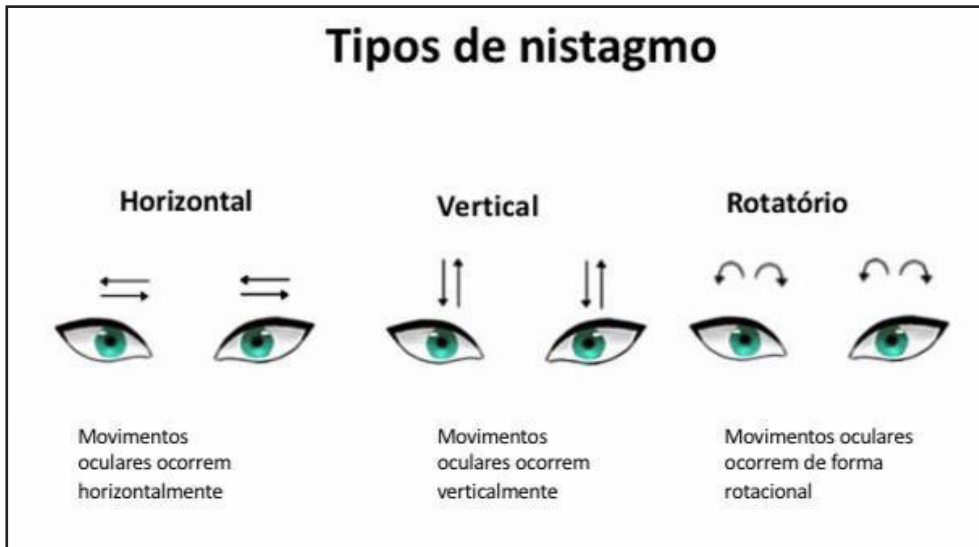 Tipos de nistagmo
Horizontal
Vertical
Rotatório
Movimentos
oculares ocorrem
horizontalmente
Movimentos
oculares ocorrem
verticalmente
Movimentos oculares
ocorrem de forma
rotacional